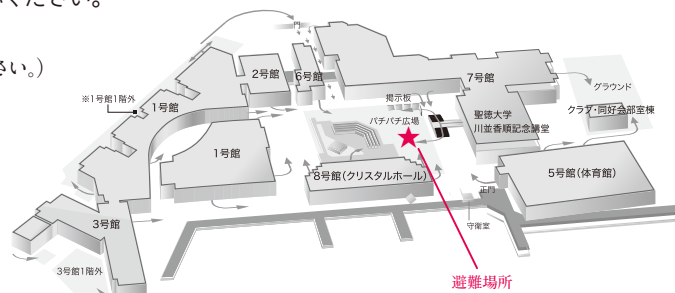 ください。
さい。）
門
2号館
6号館
7号館
※1号館1階外
1号館
掲示板
グラウンド
パチパチ広場
聖徳大学
川並香順記念講堂
クラブ・同好会部室棟
1号館
8号館（クリスタルホール）
5号館（体育館）
正門
3号館
守衛室
3号館1階外
避難場所